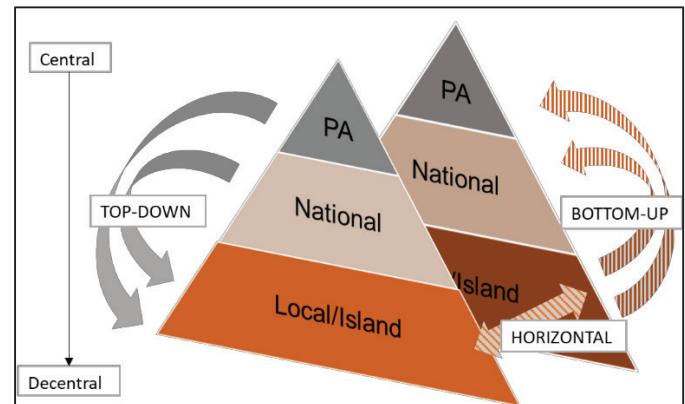 Central
PA
PA
National
National
TOP-DOWN
BOTTOM-UP
/Island
Local/Island
HORIZONTAL
Decentral